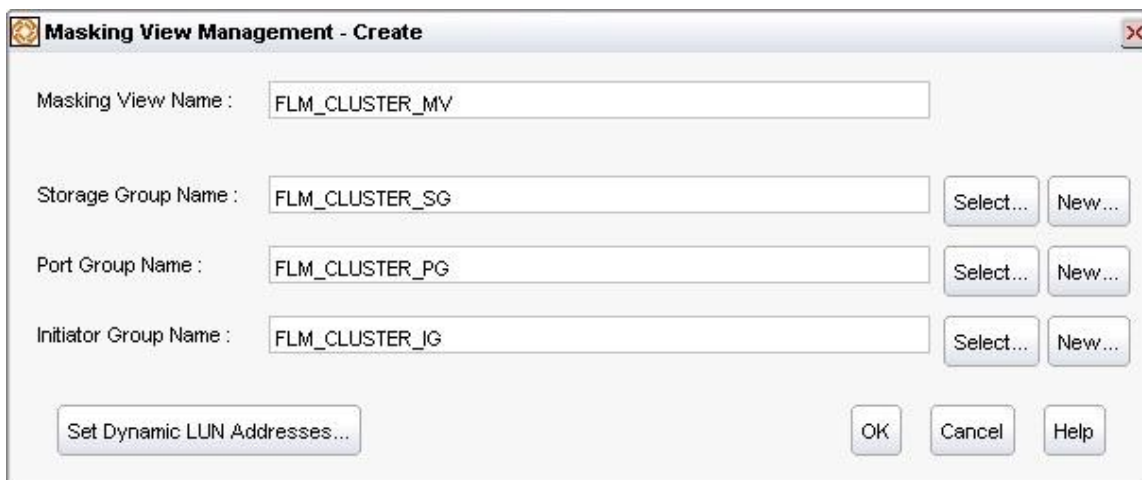 Masking View Management - Create
Masking View Name : FLM_CLUSTER_MV
Storage Group Name : FLM_CLUSTER_SG Select... New...
Port Group Name : FLM_CLUSTER_PG Select... New...
Initiator Group Name : FLM_CLUSTER_IG Select... New...
Set Dynamic LUN Addresses... OK Cancel Help